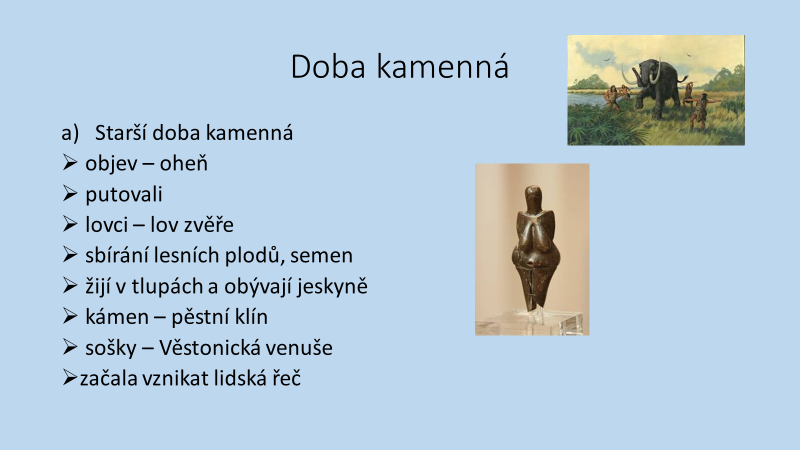 Doba kamenná
a) Starší doba kamenná
➢ objev – oheň
➢ putovali
➢ lovci – lov zvěře
➢ sbírání lesních plodů, semen
➢ žijí v tlupách a obývají jeskyně
➢ kámen – pěstní klín
➢ sošky – Věstonická venuše
➢začala vznikat lidská řeč